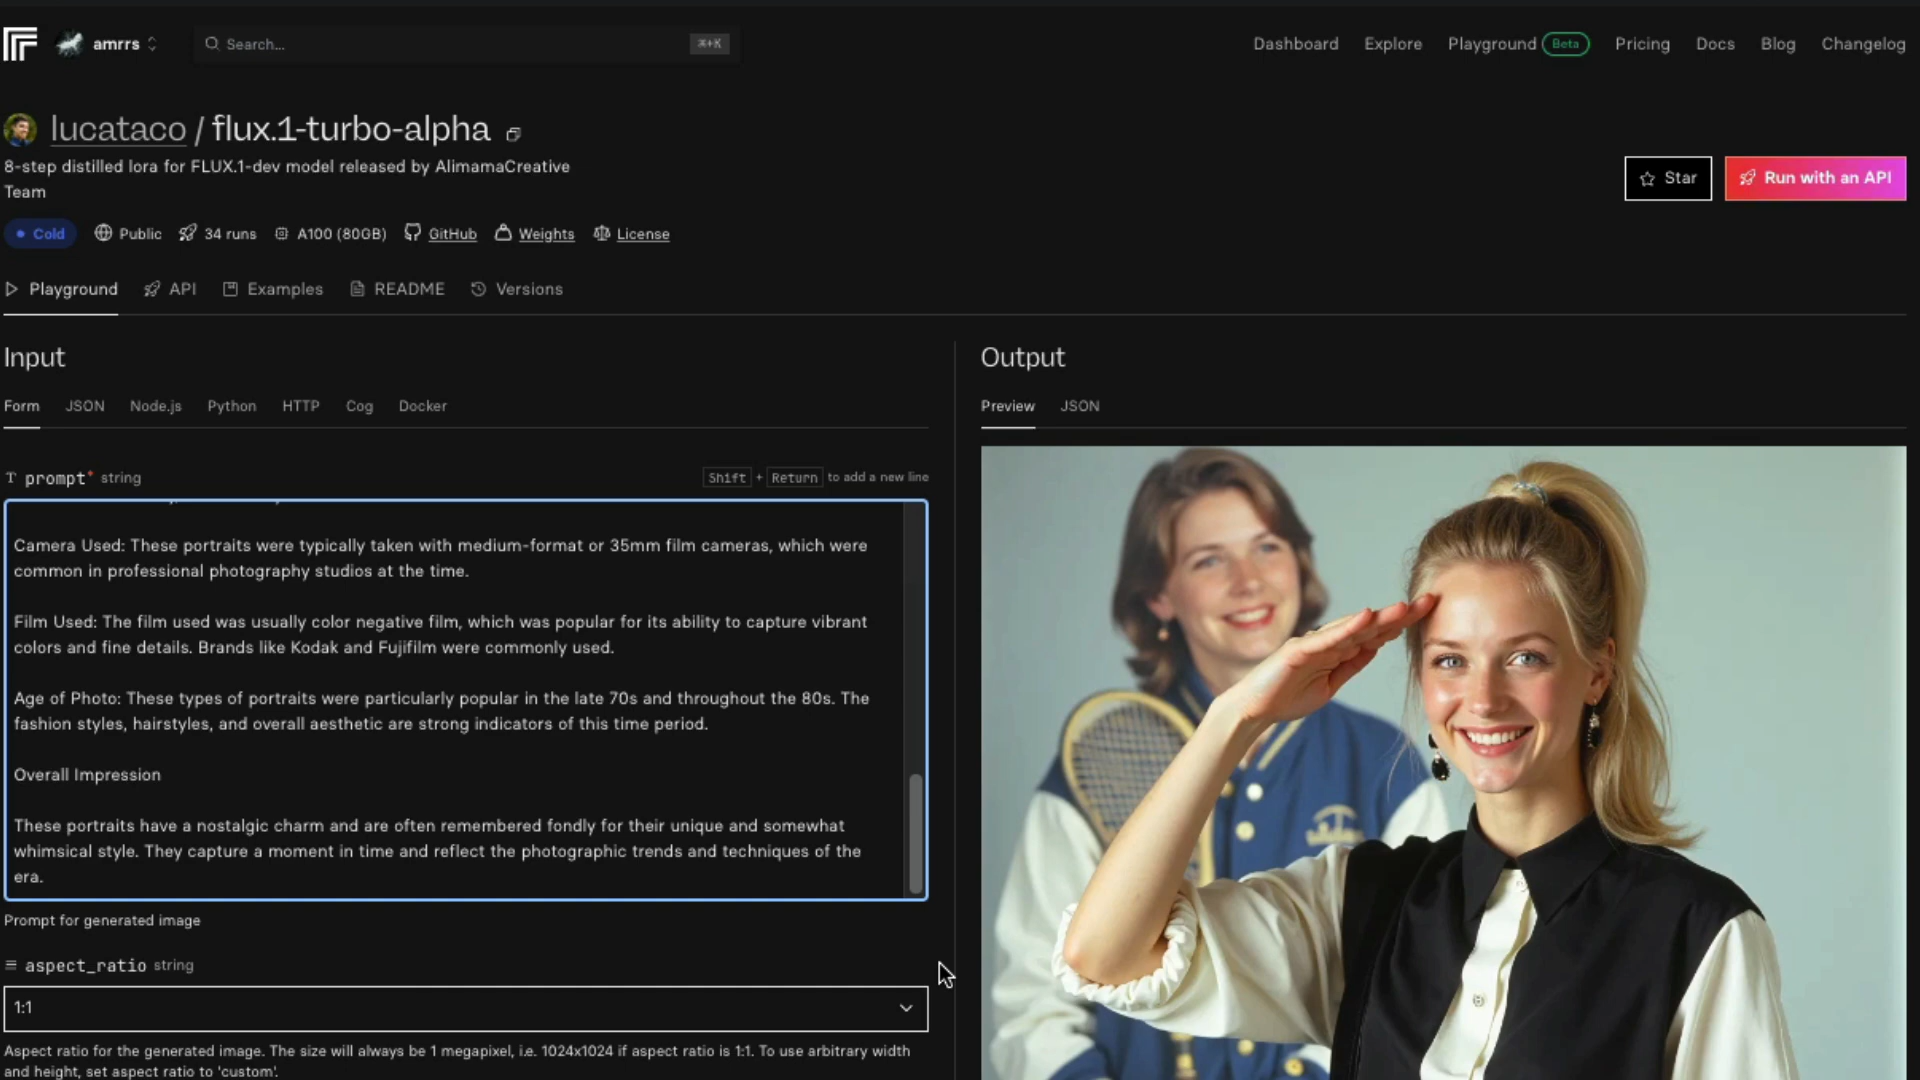 amrrs
Search...
⌘+K
Dashboard
Explore
Playground
Beta
Pricing
Docs
Blog
Changelog
lucataco / flux.1-turbo-alpha
8-step distilled lora for FLUX.1-dev model released by AlimamaCreative
Team
Star
Run with an API
Cold
Public
34 runs
A100 (80GB)
GitHub
Weights
License
Playground
API
Examples
README
Versions
Input
Form
JSON
Node.js
Python
HTTP
Cog
Docker
T prompt* string
Shift + Return to add a new line
Camera Used: These portraits were typically taken with medium-format or 35mm film cameras, which were
common in professional photography studios at the time.
Film Used: The film used was usually color negative film, which was popular for its ability to capture vibrant
colors and fine details. Brands like Kodak and Fujifilm were commonly used.
Age of Photo: These types of portraits were particularly popular in the late 70s and throughout the 80s. The
fashion styles, hairstyles, and overall aesthetic are strong indicators of this time period.
Overall Impression
These portraits have a nostalgic charm and are often remembered fondly for their unique and somewhat
whimsical style. They capture a moment in time and reflect the photographic trends and techniques of the
era.
Prompt for generated image
aspect_ratio string
1:1
Aspect ratio for the generated image. The size will always be 1 megapixel, i.e. 1024x1024 if aspect ratio is 1:1. To use arbitrary width
and height, set aspect ratio to 'custom'.
Output
Preview
JSON